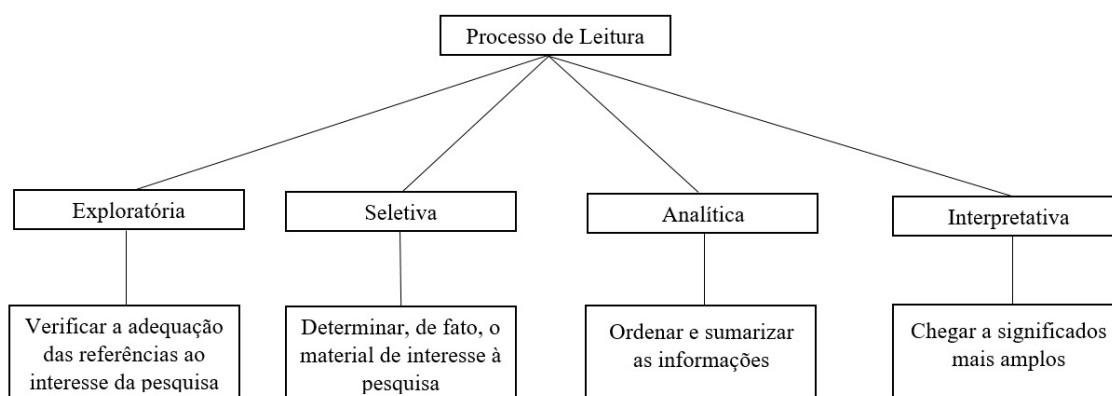 Processo de Leitura
Exploratória
Seletiva
Analítica
Interpretativa
Verificar a adequação
das referências ao
interesse da pesquisa
Determinar, de fato, o
material de interesse à
pesquisa
Ordenar e sumarizar
as informações
Chegar a significados
mais amplos